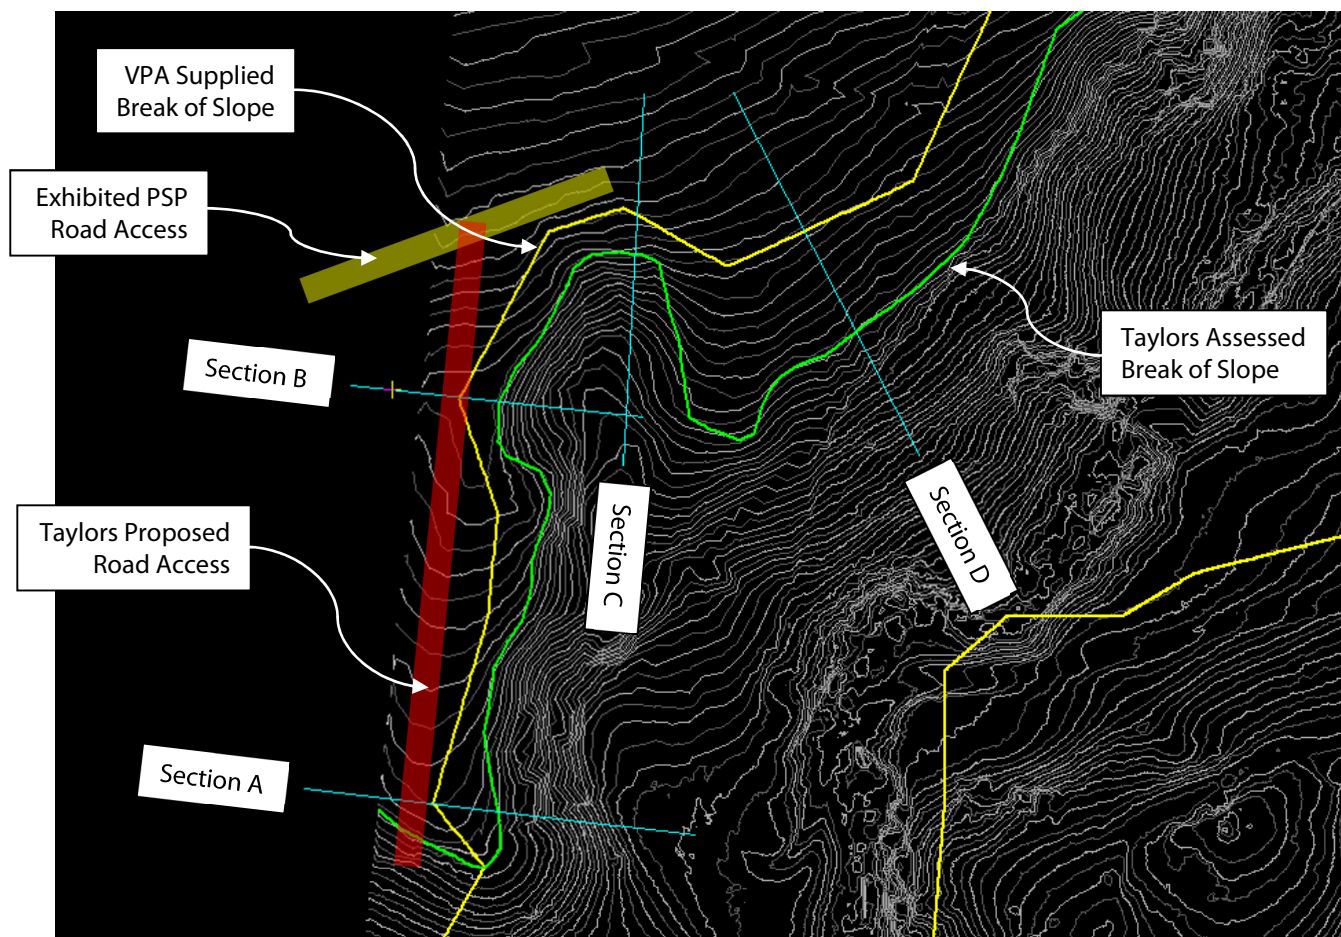 VPA Supplied
Break of Slope
Exhibited PSP
Road Access
Section B
Taylors Assessed
Break of Slope
Taylors Proposed
Road Access
Section C
Section D
Section A